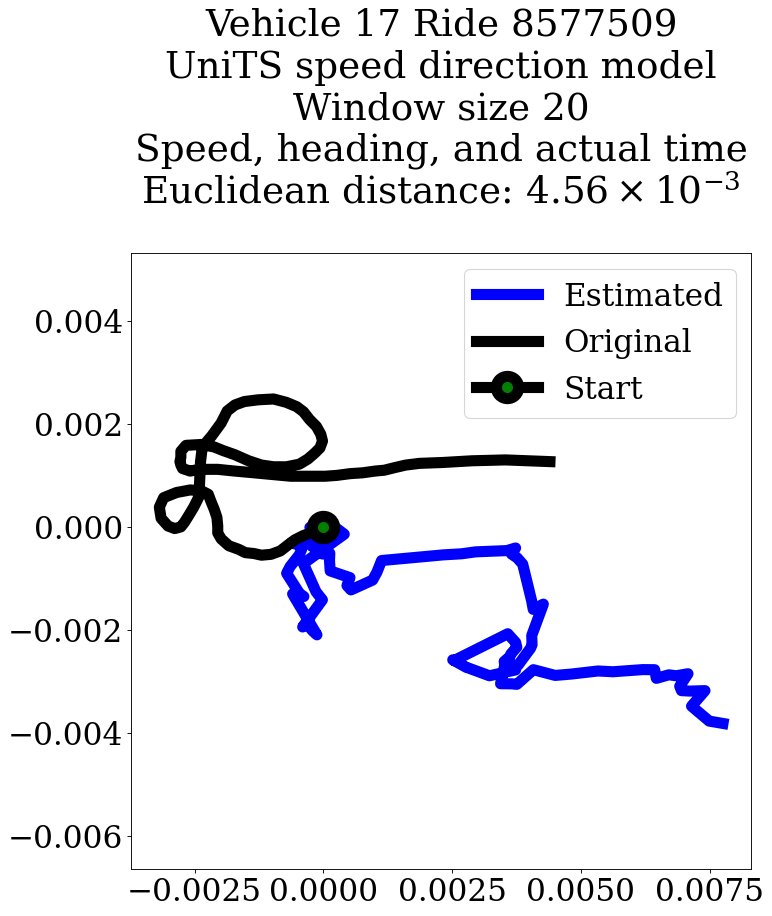 Vehicle 17 Ride 8577509
UniTS speed direction model
Window size 20
Speed, heading, and actual time
Euclidean distance: 4.56 × 10⁻³
Estimated
Original
Start
0.004
0.002
0.000
−0.002
−0.004
−0.006
−0.0025 0.0000 0.0025 0.0050 0.0075